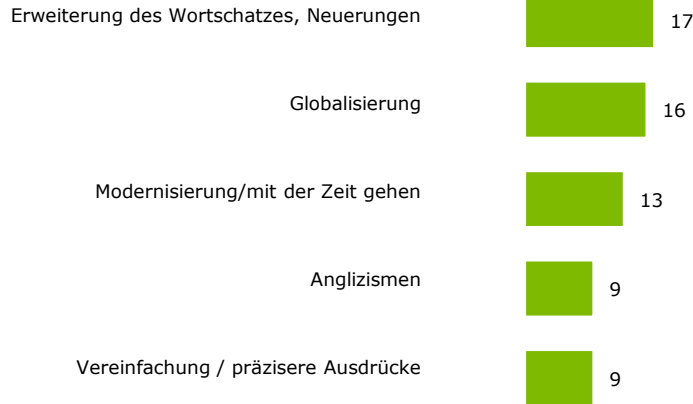 Erweiterung des Wortschatzes, Neuerungen 17
Globalisierung 16
Modernisierung/mit der Zeit gehen 13
Anglizismen 9
Vereinfachung / präzisere Ausdrücke 9